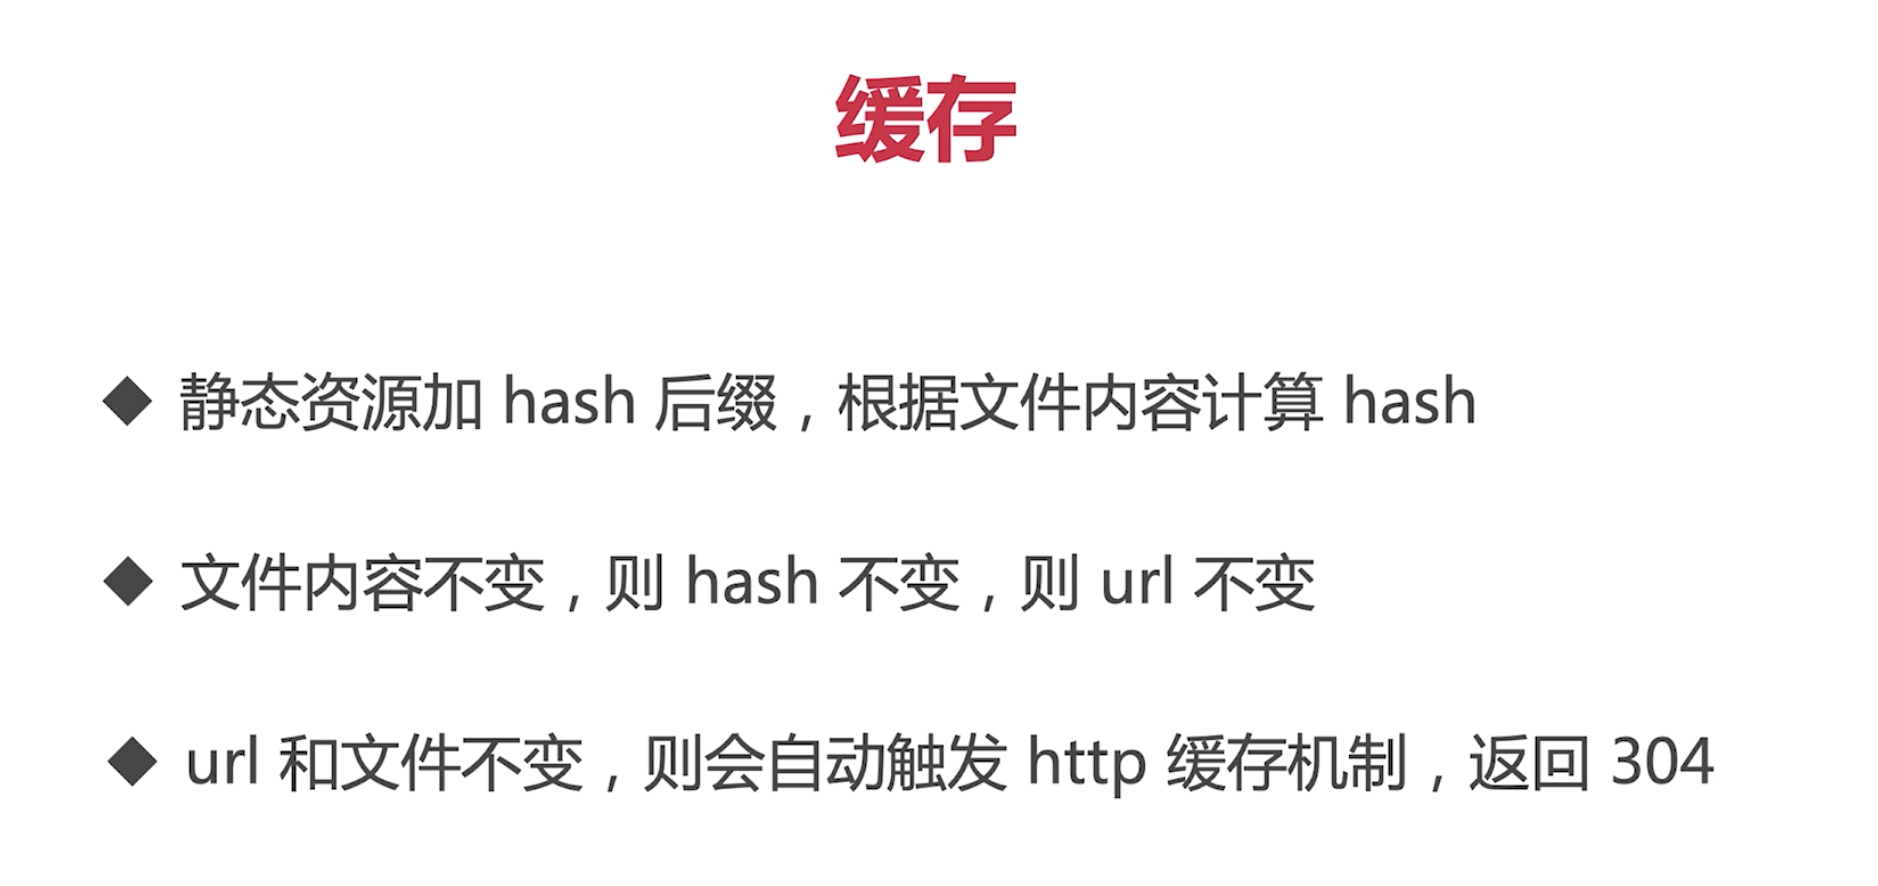 缓存
◆ 静态资源加 hash 后缀，根据文件内容计算 hash
◆ 文件内容不变，则 hash 不变，则 url 不变
◆ url 和文件不变，则会自动触发 http 缓存机制，返回 304